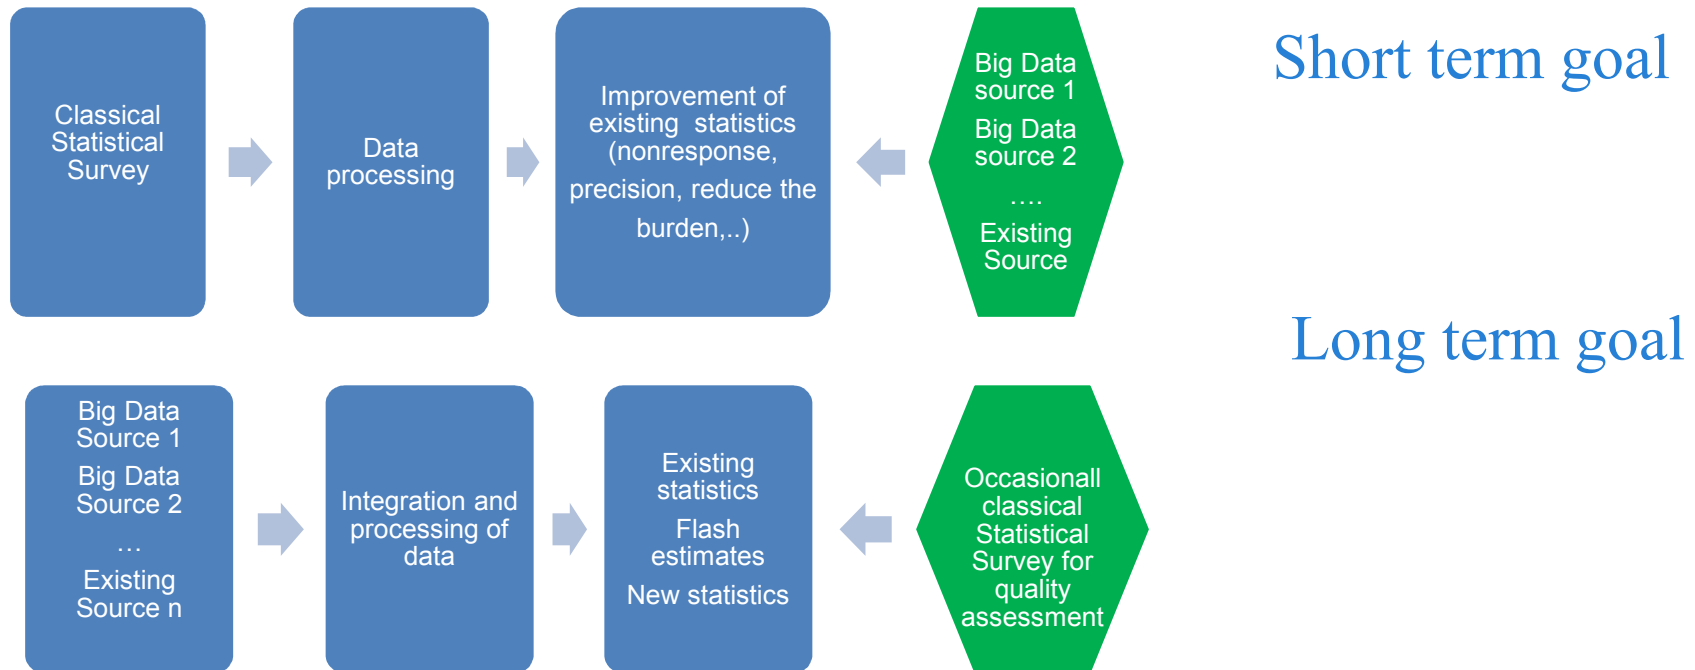 Classical
Statistical
Survey
Data
processing
Improvement of
existing statistics
(nonresponse,
precision, reduce the
burden,..)
Big Data
source 1
Big Data
source 2
....
Existing
Source
Short term goal
Long term goal
Big Data
Source 1
Big Data
Source 2
...
Existing
Source n
Integration and
processing of
data
Existing
statistics
Flash
estimates
New statistics
Occasionall
classical
Statistical
Survey for
quality
assessment